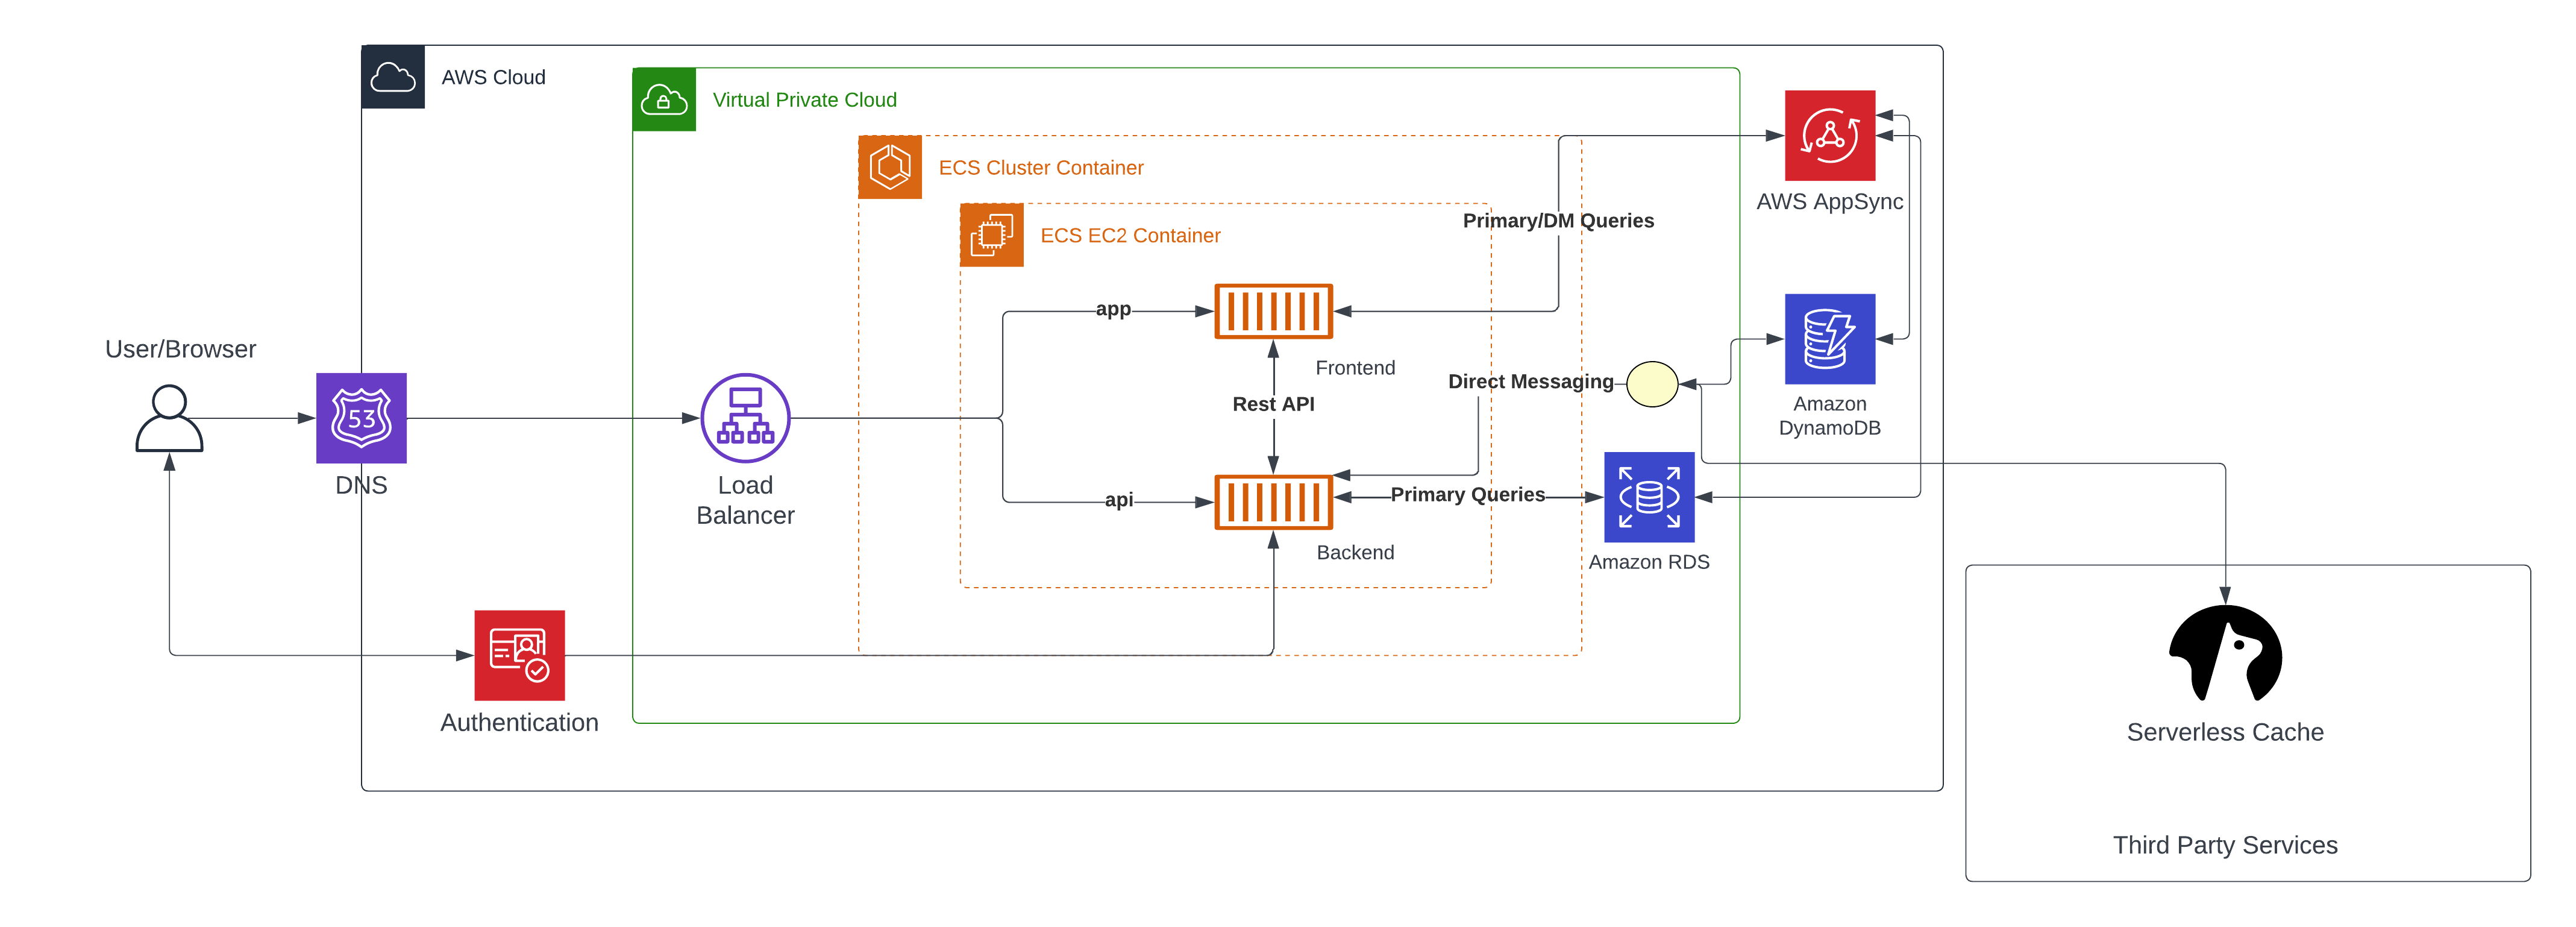 AWS Cloud
Virtual Private Cloud
ECS Cluster Container
ECS EC2 Container
Primary/DM Queries
AWS AppSync
app
User/Browser
Frontend
Direct Messaging
Rest API
Amazon
DynamoDB
53
DNS
Load
Balancer
api
Primary Queries
Backend
Amazon RDS
Authentication
Serverless Cache
Third Party Services